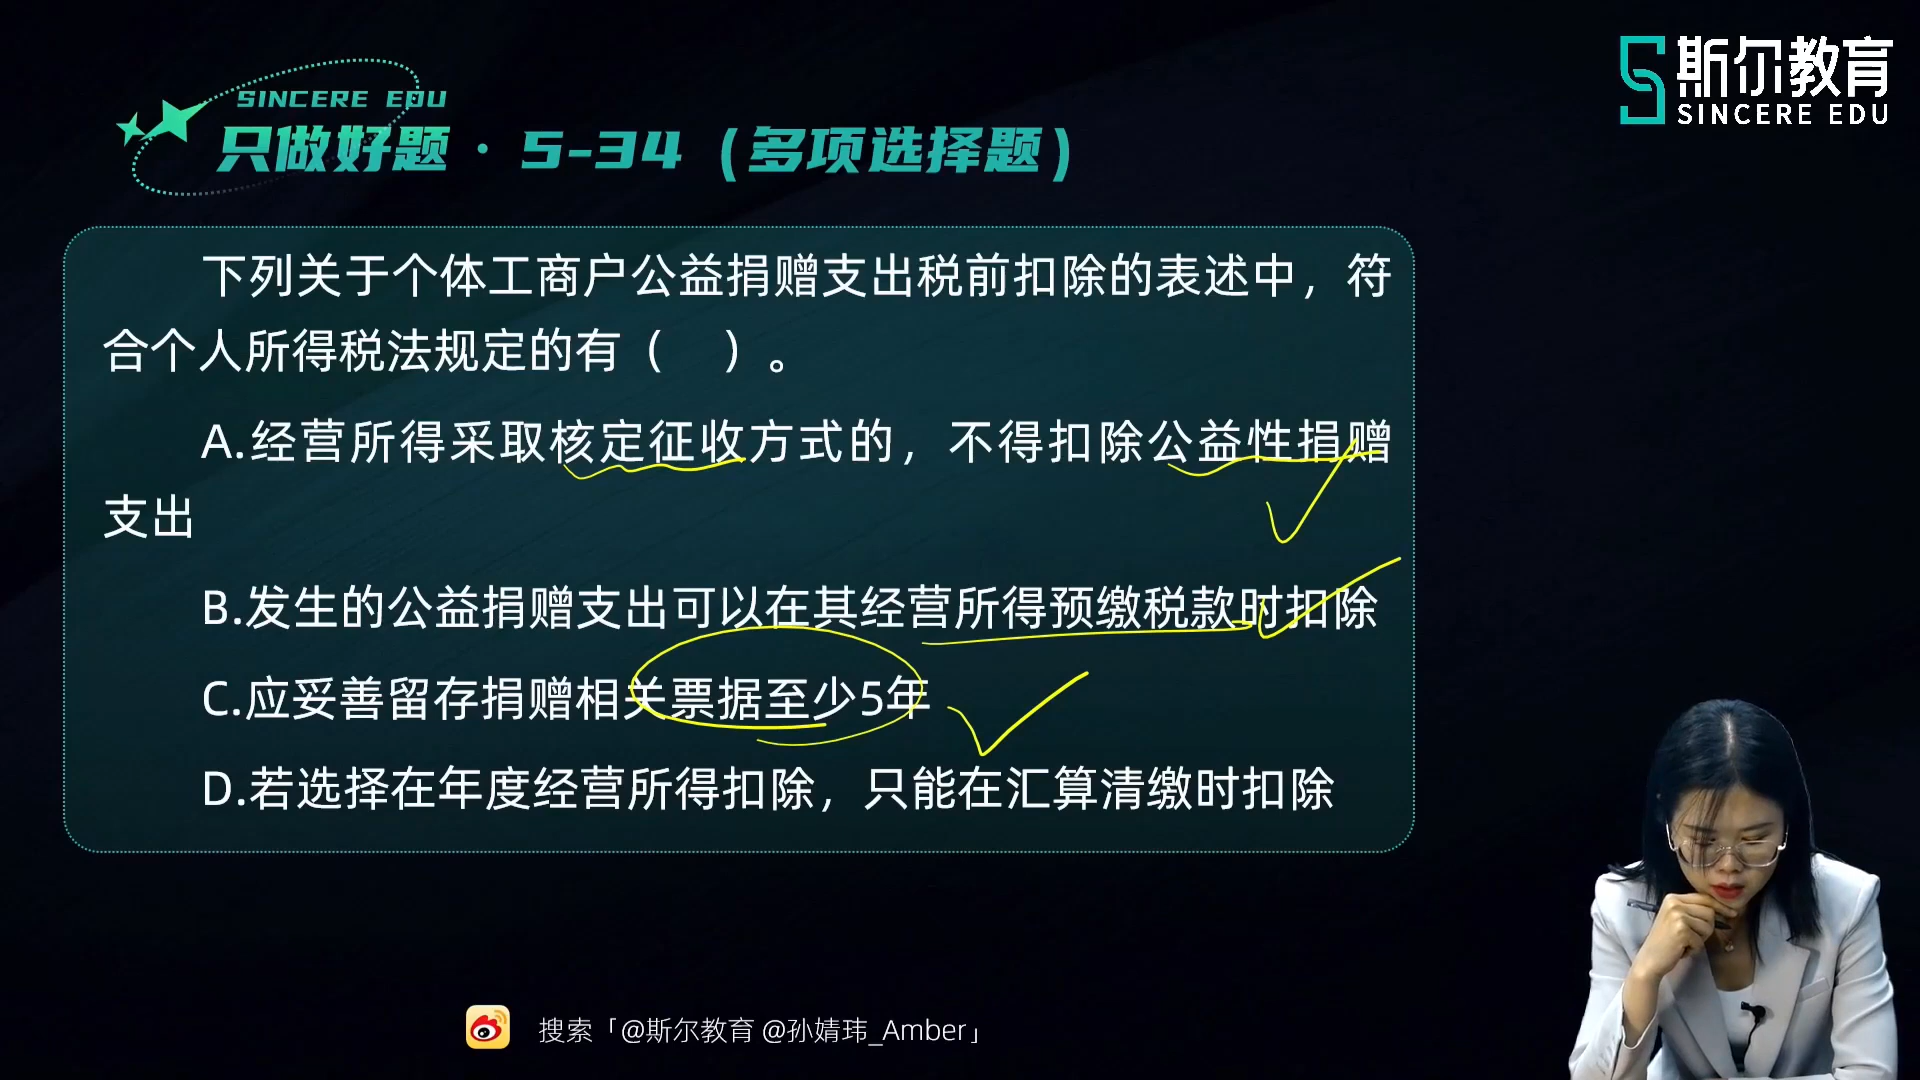 SINCERE EDU
只做好题·5-34（多项选择题）
斯尔教育
SINCERE EDU
下列关于个体工商户公益捐赠支出税前扣除的表述中，符
合个人所得税法规定的有（ ）。
A.经营所得采取核定征收方式的，不得扣除公益性捐赠
支出
B.发生的公益捐赠支出可以在其经营所得预缴税款时扣除
C.应妥善留存捐赠相关票据至少5年
D.若选择在年度经营所得扣除，只能在汇算清缴时扣除
搜索「@斯尔教育 @孙婧玮_Amber」